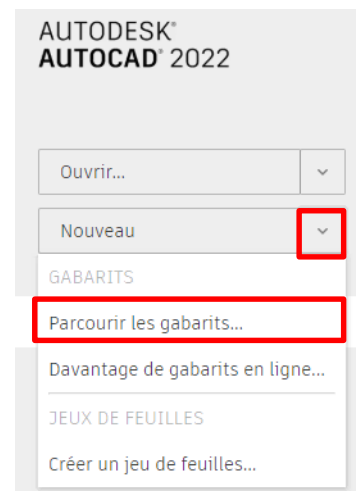 AUTODESK®
AUTOCAD® 2022
Ouvrir...
Nouveau
GABARITS
Parcourir les gabarits...
Davantage de gabarits en ligne...
JEUX DE FEUILLES
Créer un jeu de feuilles...